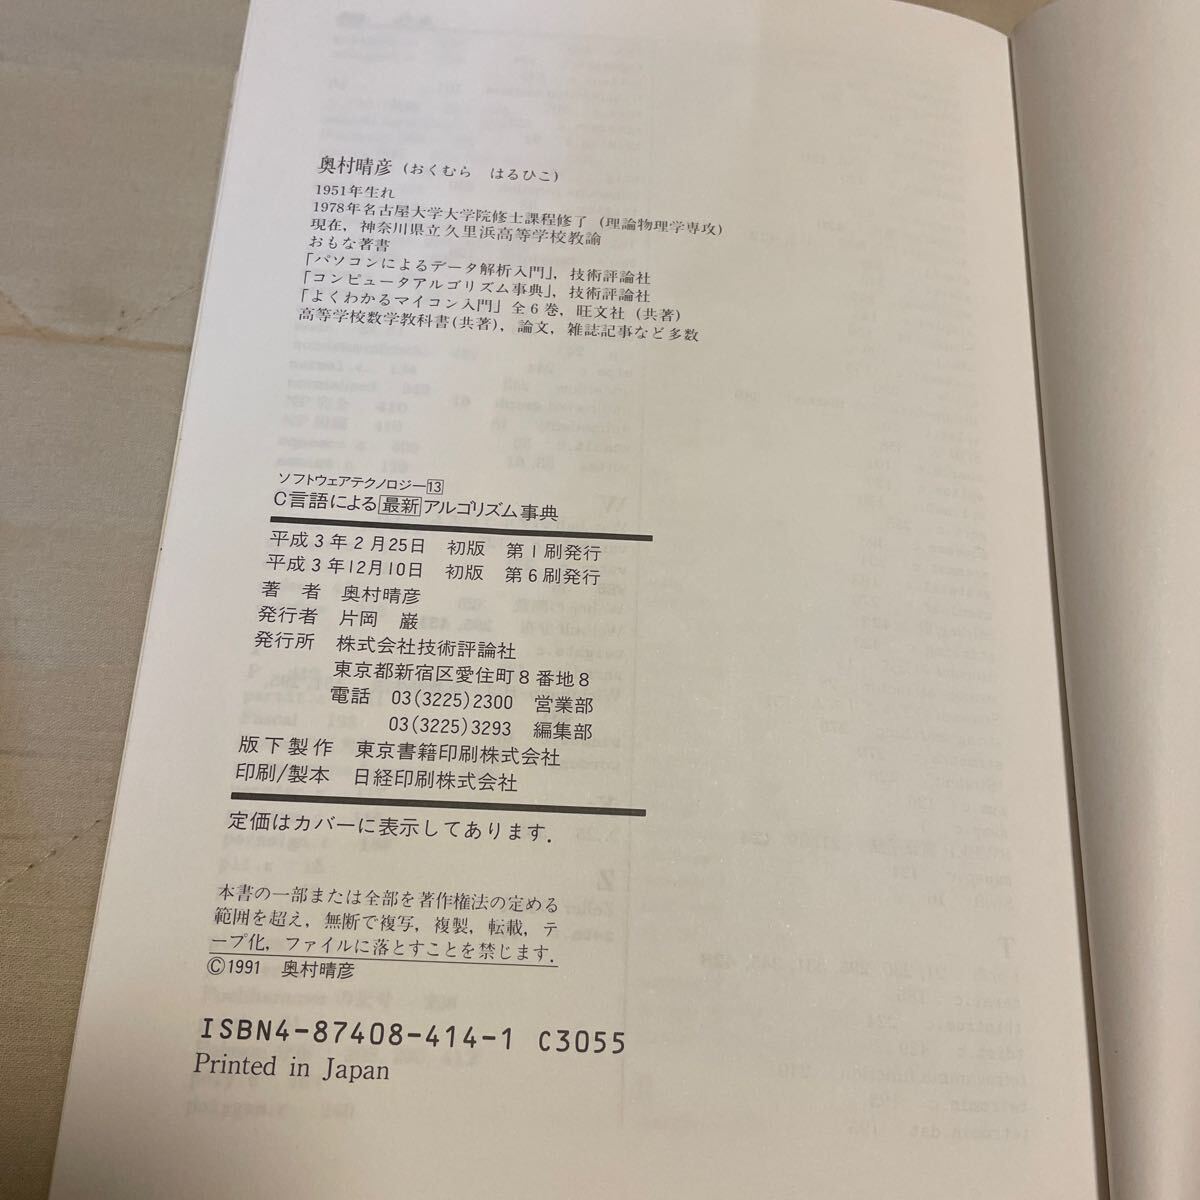 奥村晴彦 (おくむら　はるひこ)
1951年生れ
1978年名古屋大学大学院修士課程修了 (理論物理学専攻)
現在, 神奈川県立久里浜高等学校教諭
おもな著書
「パソコンによるデータ解析入門」, 技術評論社
「コンピュータアルゴリズム事典」, 技術評論社
「よくわかるマイコン入門」全6巻, 旺文社 (共著)
高等学校数学教科書(共著), 論文, 雑誌記事など多数
ソフトウェアテクノロジー13
C言語による最新アルゴリズム事典
平成3年2月25日　初版　第1刷発行
平成3年12月10日　初版　第6刷発行
著　者　奥村晴彦
発行者　片岡　巌
発行所　株式会社技術評論社
東京都新宿区愛住町8番地8
電話　03(3225)2300　営業部
03(3225)3293　編集部
版下製作　東京書籍印刷株式会社
印刷/製本　日経印刷株式会社
定価はカバーに表示してあります.
本書の一部または全部を著作権法の定める
範囲を超え, 無断で複写, 複製, 転載, テ
ープ化, ファイルに落とすことを禁じます.
©1991　奥村晴彦
ISBN4-87408-414-1 C3055
Printed in Japan